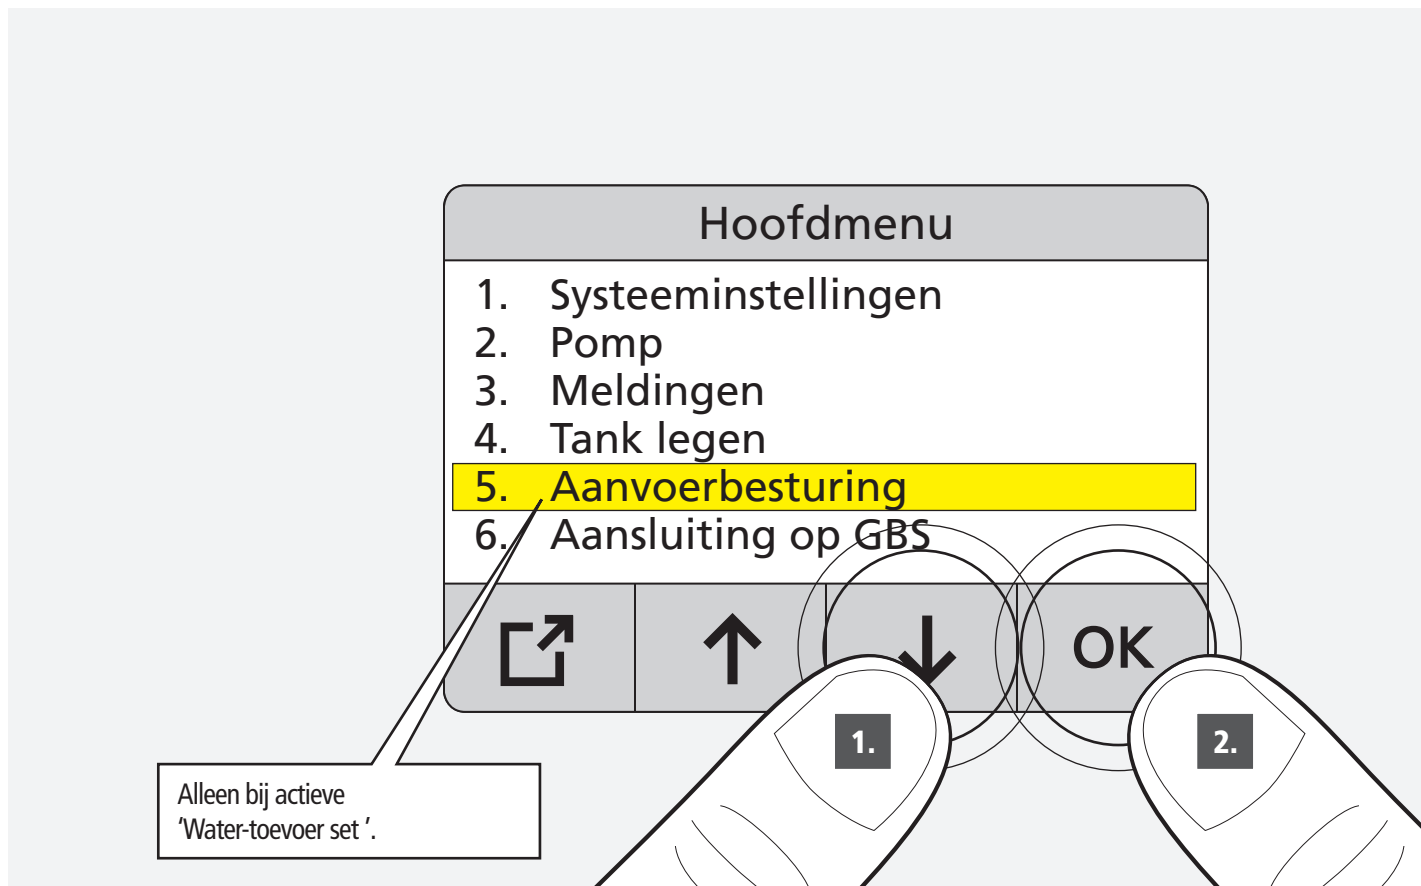 Hoofdmenu
1. Systeeminstellingen
2. Pomp
3. Meldingen
4. Tank legen
5. Aanvoerbesturing
6. Aansluiting op GBS
OK
1.
2.
Alleen bij actieve
'Water-toevoer set '.